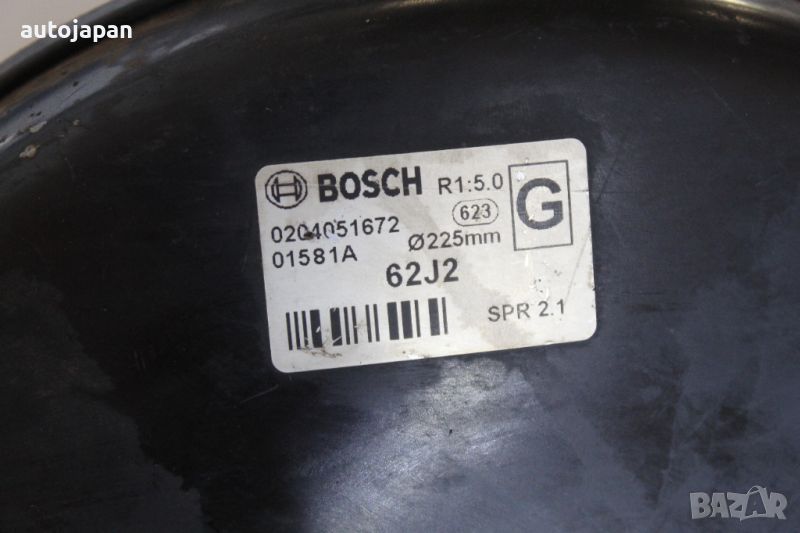 autojapan
BOSCH R1:5.0 G
0204051672 623
01581A Ø225mm
62J2
SPR 2.1
BAZAR